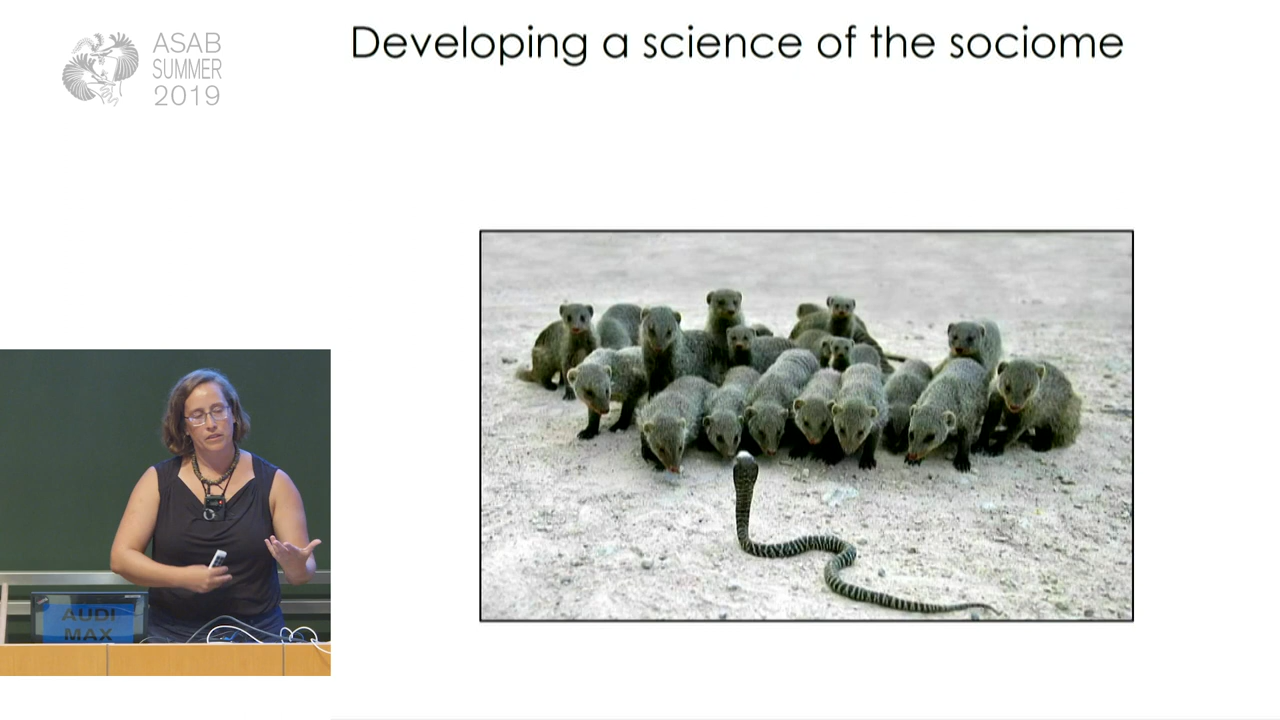 ASAB
SUMMER
2019
Developing a science of the sociome
AUDI
MAX